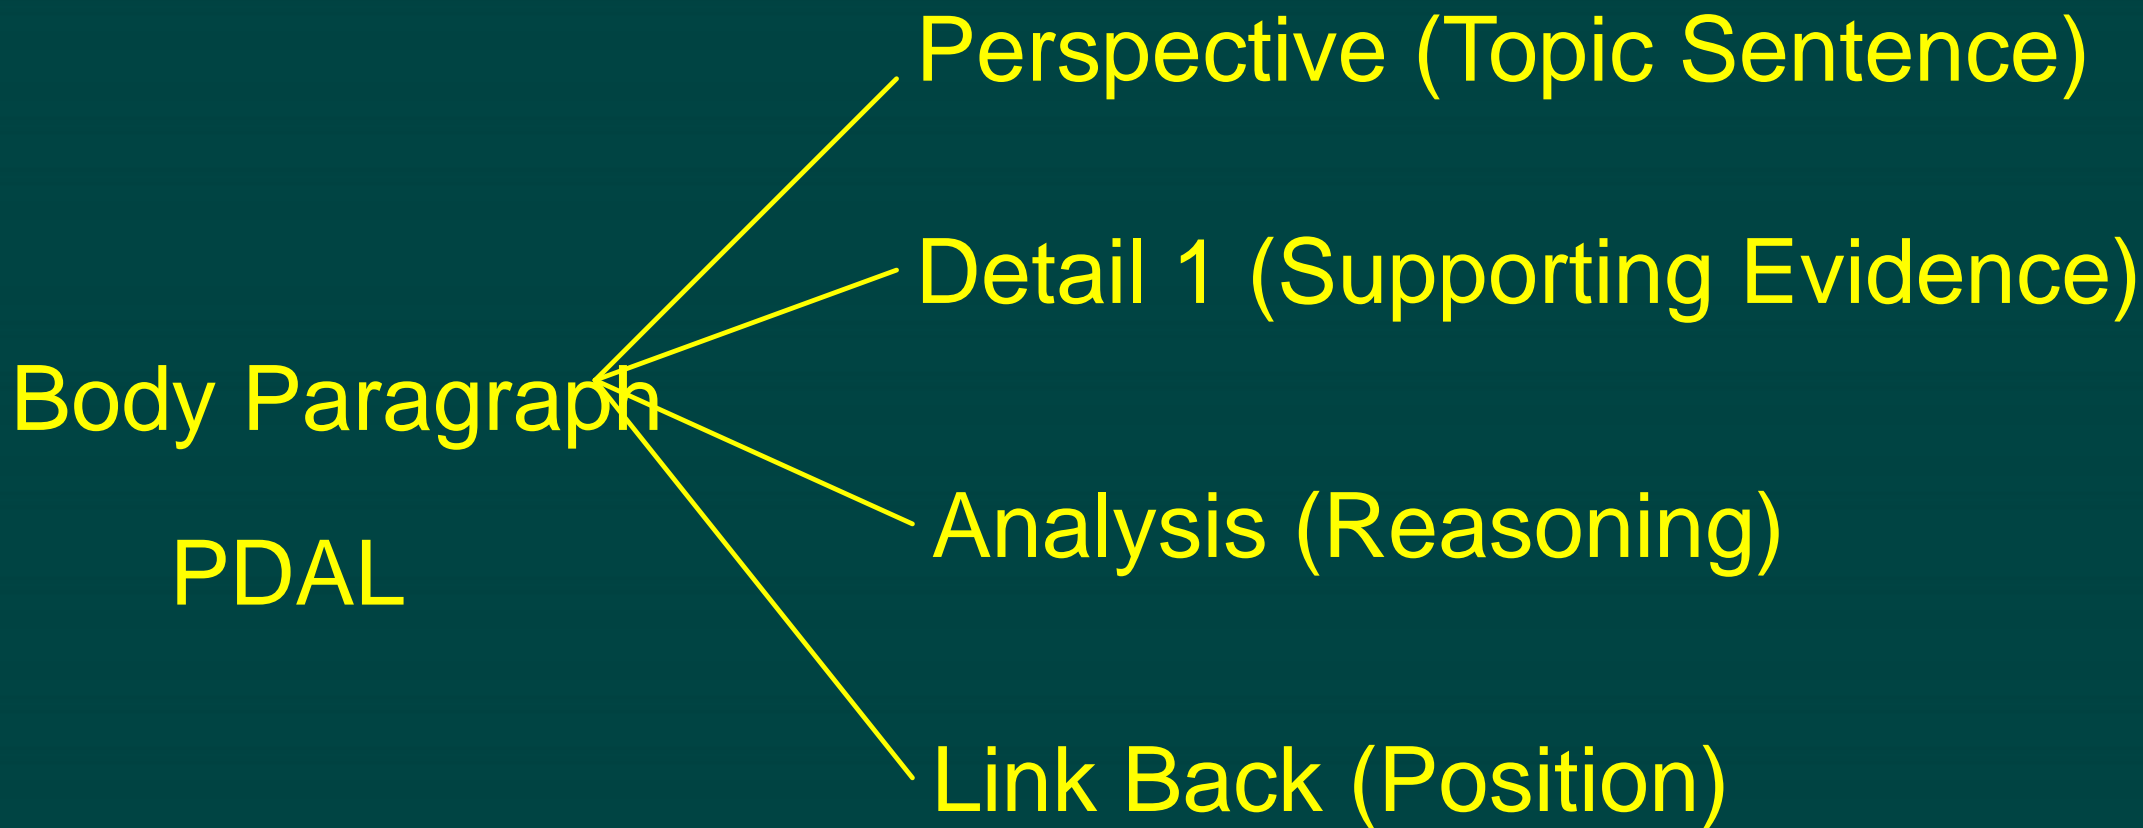 Perspective (Topic Sentence)
Detail 1 (Supporting Evidence)
Body Paragraph
PDAL
Analysis (Reasoning)
Link Back (Position)